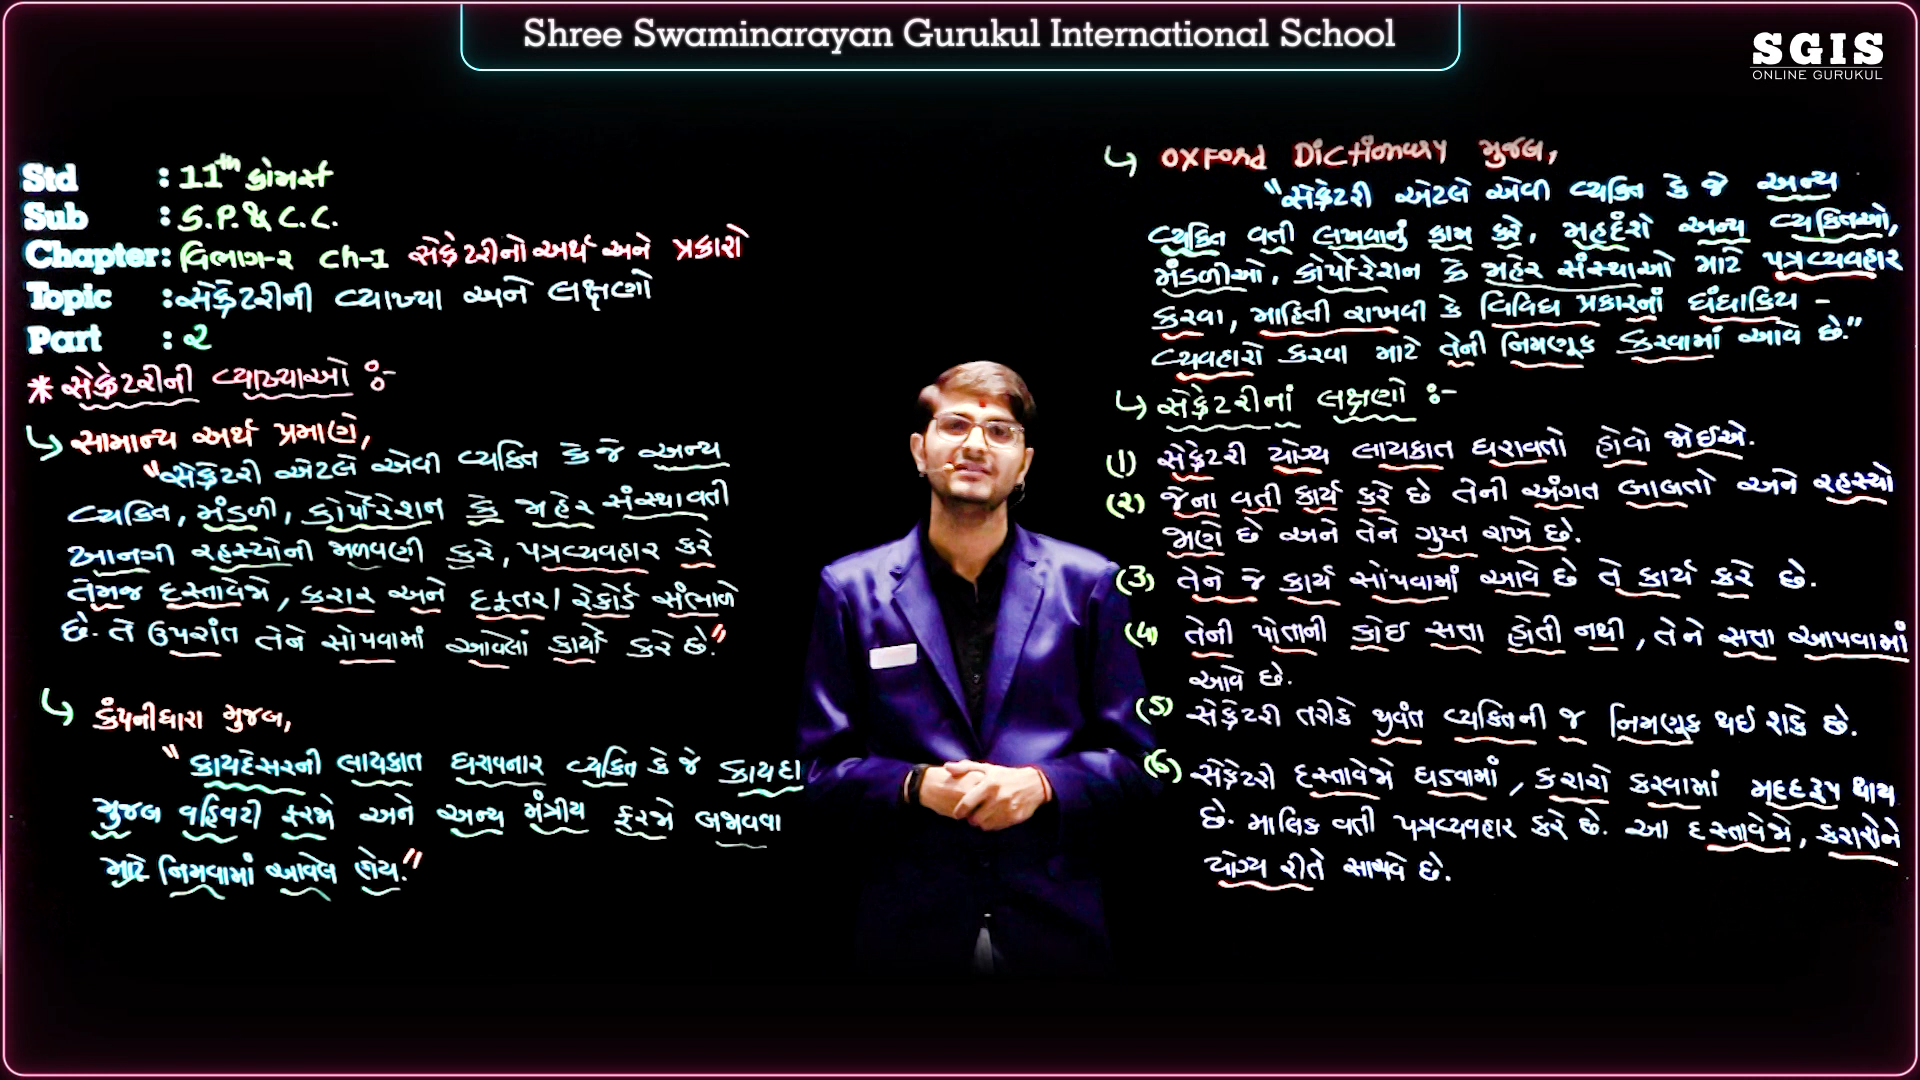 Shree Swaminarayan Gurukul International School
SGIS
ONLINE GURUKUL
Std : 11th કોમર્સ
Sub : S.P. & C.C.
Chapter: વિભાગ-૨ ch-1 સેક્રેટરીનો અર્થ અને પ્રકારો
Topic : સેક્રેટરીની વ્યાખ્યા અને લક્ષણો
Part : ૨
* સેક્રેટરીની વ્યાખ્યાઓ :-
↳ સામાન્ય અર્થ પ્રમાણે,
"સેક્રેટરી એટલે એવી વ્યક્તિ કે જે અન્ય
વ્યક્તિ, મંડળી, કોર્પોરેશન કે જાહેર સંસ્થા વતી
ખાનગી રહસ્યોની જાળવણી કરે, પત્રવ્યવહાર કરે
તેમજ દસ્તાવેજો, કરાર અને દફતર / રેકોર્ડ સંભાળે
છે. તે ઉપરાંત તેને સોંપવામાં આવેલાં કાર્યો કરે છે."
↳ કંપનીધારા મુજબ,
"કાયદેસરની લાયકાત ધરાવનાર વ્યક્તિ કે જે કાયદા
મુજબ વહિવટી ફરજો અને અન્ય મંત્રીય ફરજો બજાવવા
માટે નિમવામાં આવેલ હોય."
↳ OXFord Dictionary મુજબ,
"સેક્રેટરી એટલે એવી વ્યક્તિ કે જે અન્ય
વ્યક્તિ વતી લખવાનું કામ કરે, મહદંશે અન્ય વ્યક્તિઓ,
મંડળીઓ, કોર્પોરેશન કે જાહેર સંસ્થાઓ માટે પત્રવ્યવહાર
કરવા, માહિતી રાખવી કે વિવિધ પ્રકારનાં ધંધાકિય -
વ્યવહારો કરવા માટે તેની નિમણૂક કરવામાં આવે છે."
↳ સેક્રેટરીનાં લક્ષણો :-
(1) સેક્રેટરી યોગ્ય લાયકાત ધરાવતો હોવો જોઈએ.
(૨) જેના વતી કાર્ય કરે છે તેની અંગત બાબતો અને રહસ્યો
જાણે છે અને તેને ગુપ્ત રાખે છે.
(3) તેને જે કાર્ય સોંપવામાં આવે છે તે કાર્ય કરે છે.
(4) તેની પોતાની કોઇ સત્તા હોતી નથી, તેને સત્તા આપવામાં
આવે છે.
(5) સેક્રેટરી તરીકે જીવંત વ્યક્તિની જ નિમણૂક થઈ શકે છે.
(6) સેક્રેટરી દસ્તાવેજો ઘડવામાં, કરારો કરવામાં મદદરૂપ થાય
છે. માલિક વતી પત્રવ્યવહાર કરે છે. આ દસ્તાવેજો, કરારોને
યોગ્ય રીતે સાચવે છે.